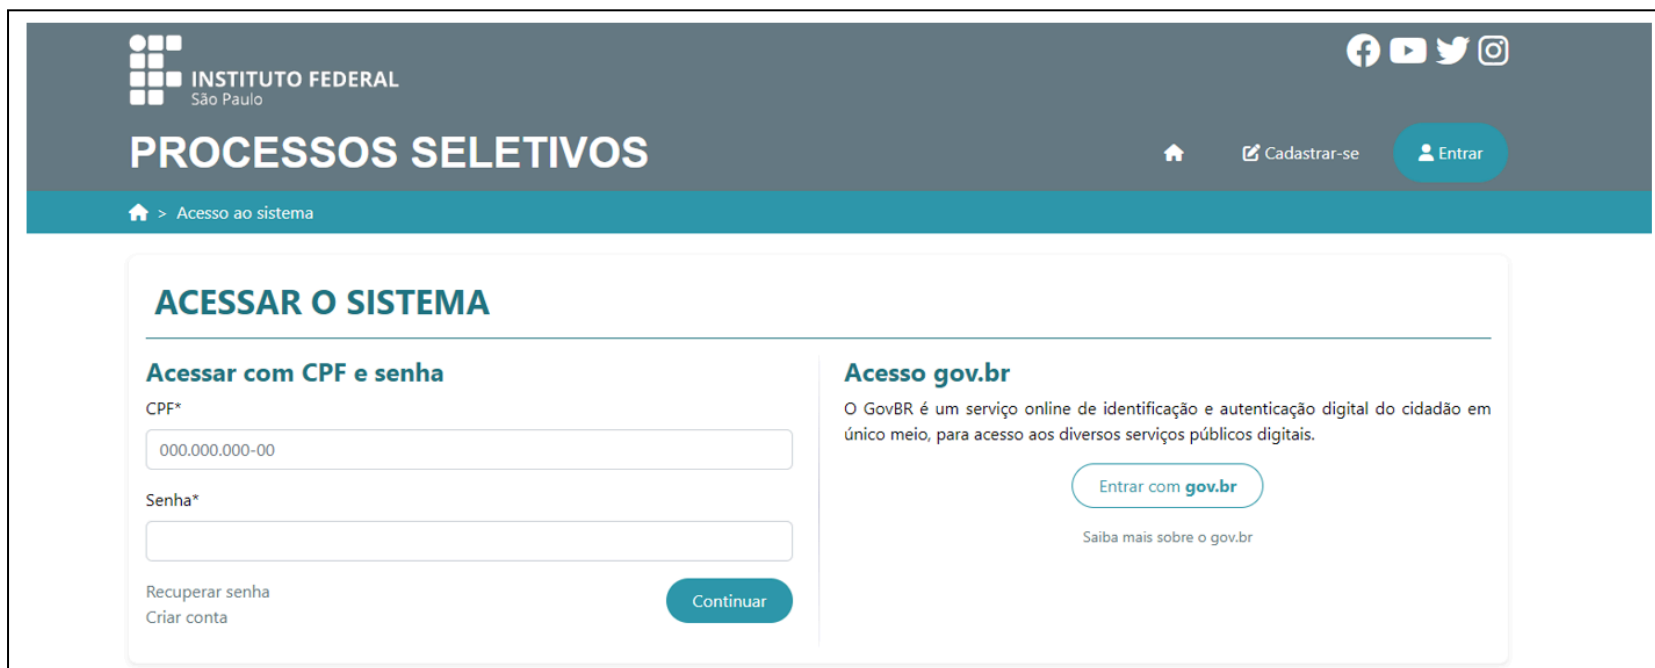 INSTITUTO FEDERAL
São Paulo
PROCESSOS SELETIVOS
Cadastrar-se
Entrar
> Acesso ao sistema
ACESSAR O SISTEMA
Acessar com CPF e senha
CPF*
000.000.000-00
Senha*
Recuperar senha
Criar conta
Continuar
Acesso gov.br
O GovBR é um serviço online de identificação e autenticação digital do cidadão em
único meio, para acesso aos diversos serviços públicos digitais.
Entrar com gov.br
Saiba mais sobre o gov.br